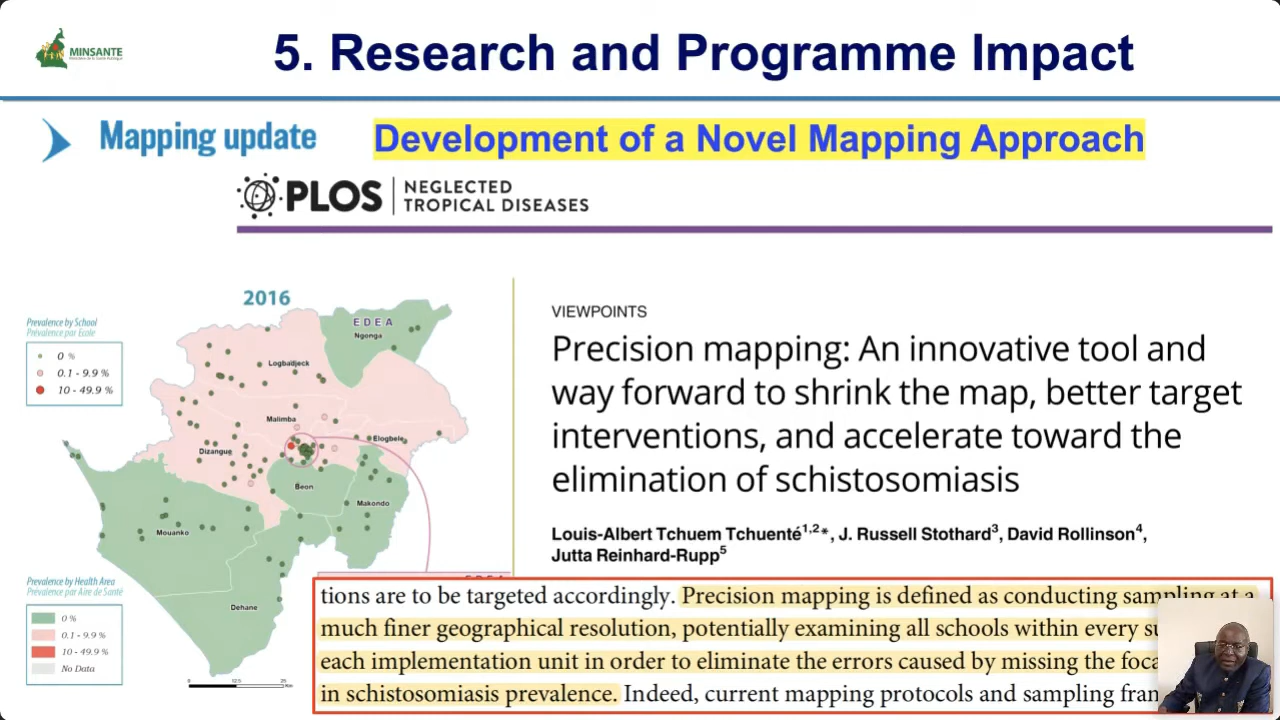 MINSANTE
5. Research and Programme Impact
Mapping update
Development of a Novel Mapping Approach
PLOS
NEGLECTED
TROPICAL DISEASES
2016
Prevalence by School
Prévalence par Ecole
0 %
0.1 - 9.9 %
10 - 49.9 %
EDEA
Ngonga
Logbadjeck
Malimba
Elogbele
Dizangue
Beon
Makondo
Mouanko
Dehane
Prevalence by Health Area
Prévalence par Aire de Santé
0 %
0.1 - 9.9 %
10 - 49.9 %
No Data
0
12.5
25
VIEWPOINTS
Precision mapping: An innovative tool and
way forward to shrink the map, better target
interventions, and accelerate toward the
elimination of schistosomiasis
Louis-Albert Tchuem Tchuenté1,2*, J. Russell Stothard3, David Rollinson4,
Jutta Reinhard-Rupp5
tions are to be targeted accordingly. Precision mapping is defined as conducting sampling at a
much finer geographical resolution, potentially examining all schools within every
each implementation unit in order to eliminate the errors caused by missing the
in schistosomiasis prevalence. Indeed, current mapping protocols and sampling